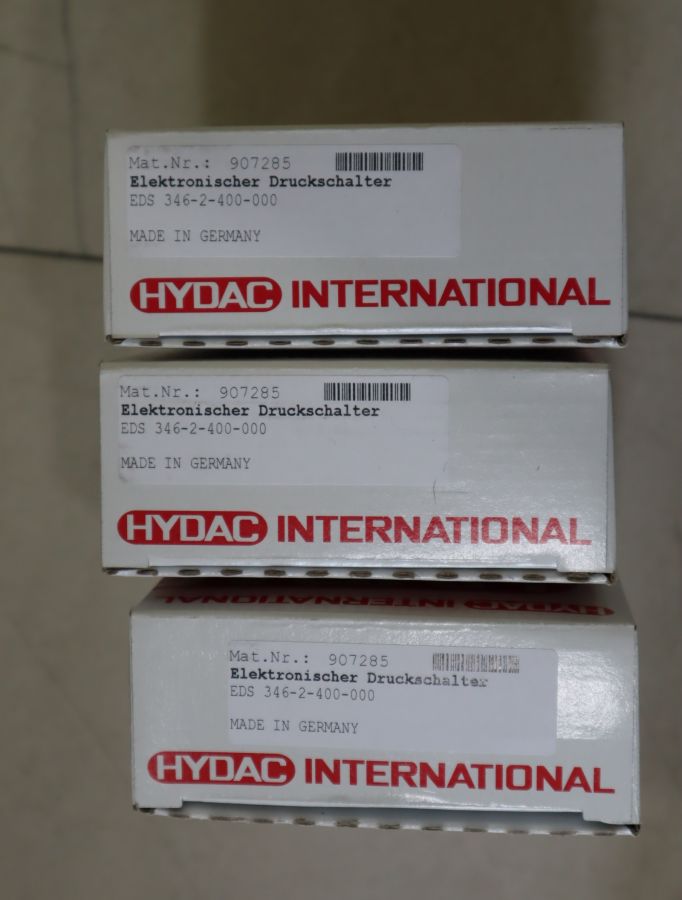 Mat.Nr.: 907285
Elektronischer Druckschalter
EDS 346-2-400-000
MADE IN GERMANY
HYDAC INTERNATIONAL
Mat.Nr.: 907285
Elektronischer Druckschalter
EDS 346-2-400-000
MADE IN GERMANY
HYDAC INTERNATIONAL
HYDAC INTERNATIONAL
Mat.Nr.: 907285
Elektronischer Druckschalter
EDS 346-2-400-000
MADE IN GERMANY
HYDAC INTERNATIONAL